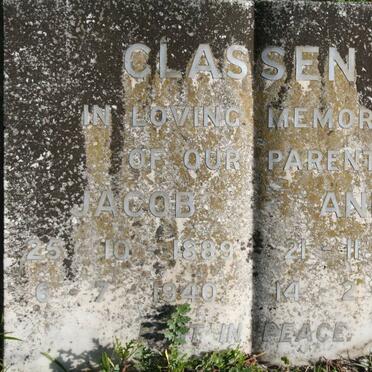 CLASSEN
IN LOVING MEMOR
OF OUR PARENT
JACOB AN
25 - 10 - 1889 21 - 11
6 - 7 1940 14 2
IN PEACE.